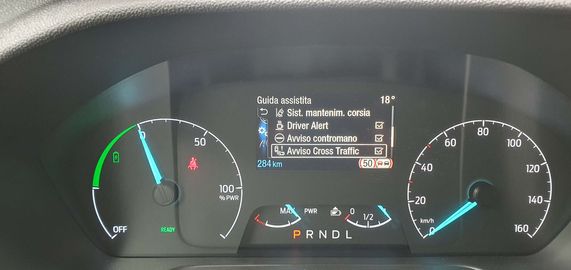 Guida assistita 18°
Sist. mantenim. corsia
Driver Alert
Avviso contromano
Avviso Cross Traffic
284 km 50
0
50
100
% PWR
OFF
READY
MAX PWR
0 1/2
P R N D L
0
20
40
60
80
100
120
140
160
km/h